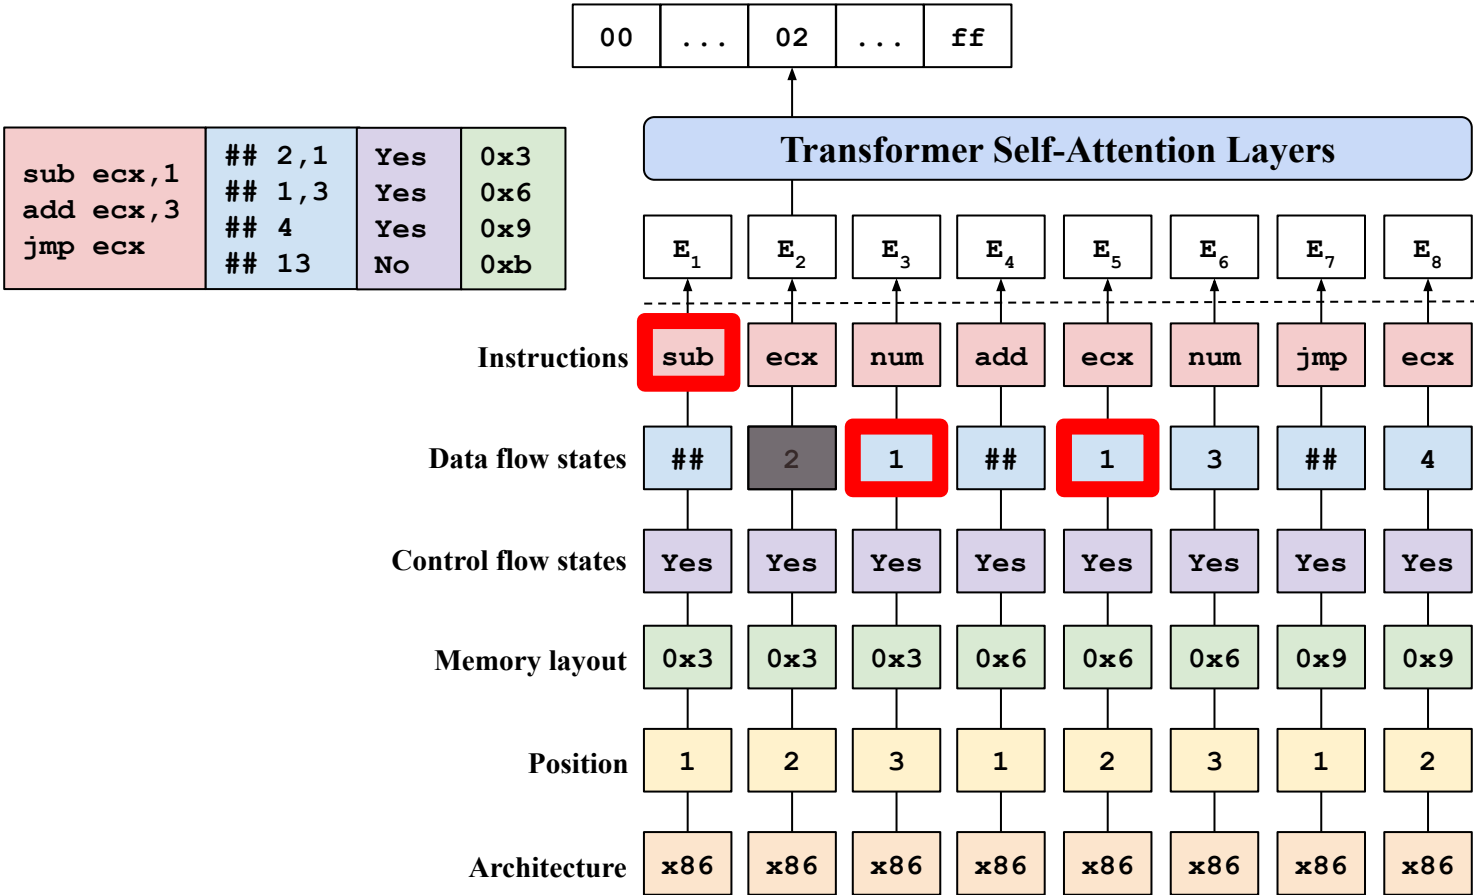 00 ... 02 ... ff
sub ecx,1
add ecx,3
jmp ecx
## 2,1
## 1,3
## 4
## 13
Yes
Yes
Yes
No
0x3
0x6
0x9
0xb
Transformer Self-Attention Layers
E1 E2 E3 E4 E5 E6 E7 E8
Instructions sub ecx num add ecx num jmp ecx
Data flow states ## 2 1 ## 1 3 ## 4
Control flow states Yes Yes Yes Yes Yes Yes Yes Yes
Memory layout 0x3 0x3 0x3 0x6 0x6 0x6 0x9 0x9
Position 1 2 3 1 2 3 1 2
Architecture x86 x86 x86 x86 x86 x86 x86 x86